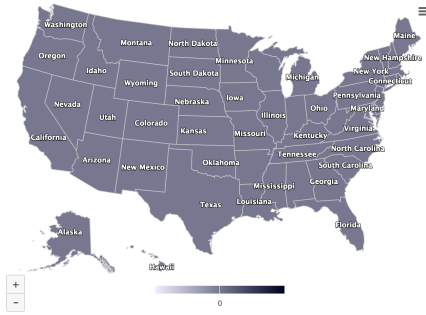 Washington
Maine
Montana
North Dakota
Minnesota
Oregon
Idaho
New Hampshire
South Dakota
New York
Michigan
Connecticut
Wyoming
Nebraska
Iowa
Pennsylvania
Nevada
Utah
Colorado
Illinois
Ohio
Maryland
Kansas
Missouri
Kentucky
Virginia
California
North Carolina
Tennessee
Arizona
New Mexico
Oklahoma
South Carolina
Mississippi
Georgia
Texas
Louisiana
Florida
Alaska
Hawaii
+
-
0